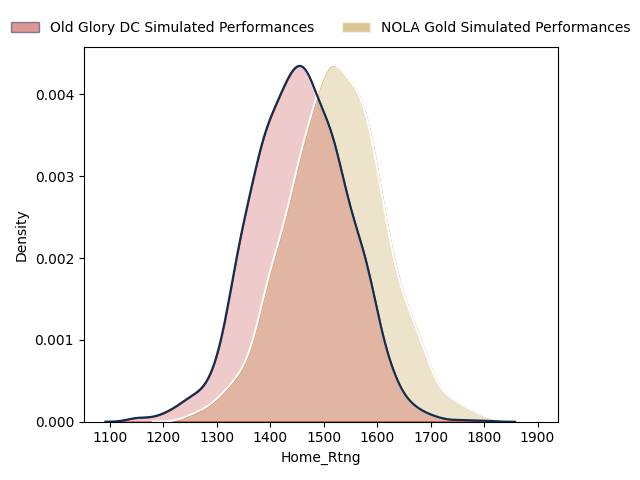 Old Glory DC Simulated Performances NOLA Gold Simulated Performances
0.004
0.003
0.002
0.001
0.000
Density
1100 1200 1300 1400 1500 1600 1700 1800 1900
Home_Rtng